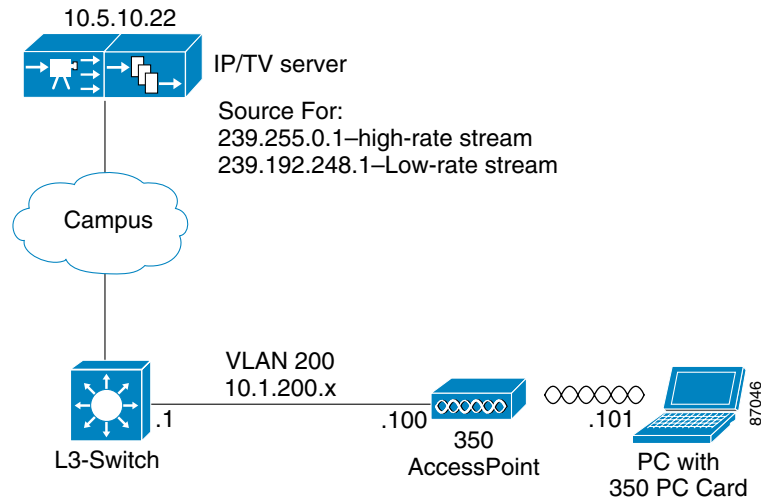 10.5.10.22
IP/TV server
Source For:
239.255.0.1–high-rate stream
239.192.248.1–Low-rate stream
Campus
VLAN 200
10.1.200.x
.1
.100
.101
L3-Switch
350
AccessPoint
PC with
350 PC Card
87046